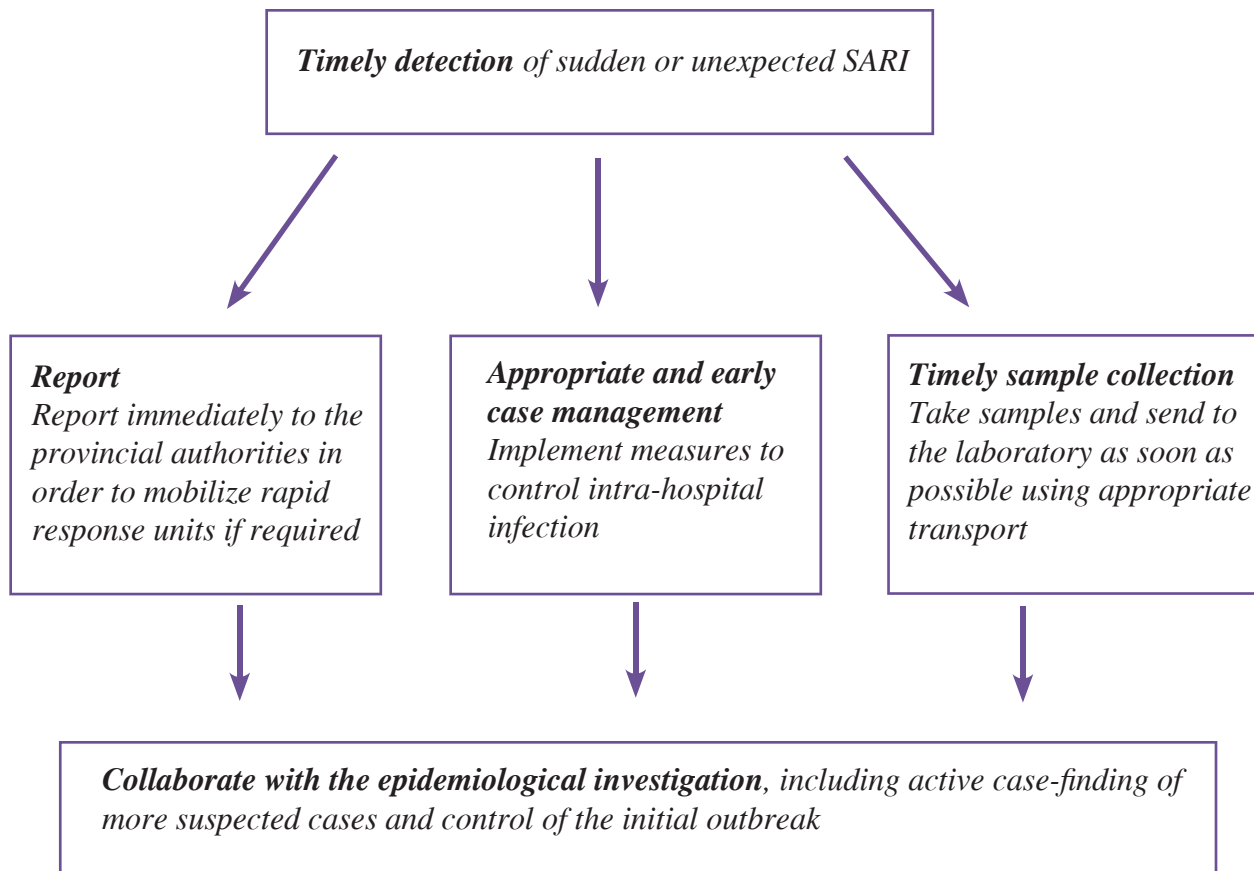 Timely detection of sudden or unexpected SARI
Report
Report immediately to the
provincial authorities in
order to mobilize rapid
response units if required
Appropriate and early
case management
Implement measures to
control intra-hospital
infection
Timely sample collection
Take samples and send to
the laboratory as soon as
possible using appropriate
transport
Collaborate with the epidemiological investigation, including active case-finding of
more suspected cases and control of the initial outbreak